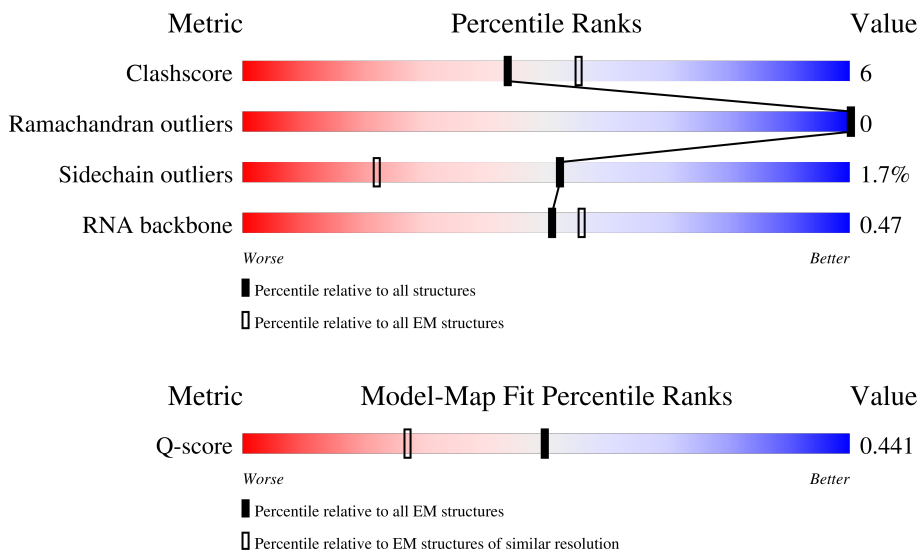 Metric Percentile Ranks Value
Clashscore 6
Ramachandran outliers 0
Sidechain outliers 1.7%
RNA backbone 0.47
Worse Better
Percentile relative to all structures
Percentile relative to all EM structures
Metric Model-Map Fit Percentile Ranks Value
Q-score 0.441
Worse Better
Percentile relative to all EM structures
Percentile relative to EM structures of similar resolution